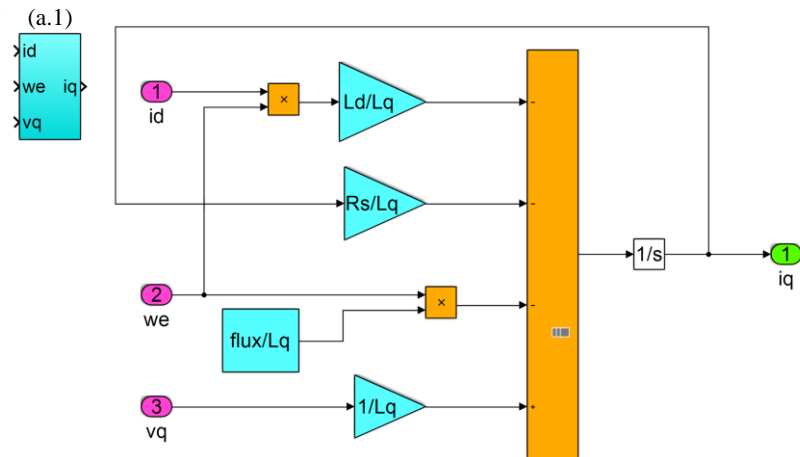 (a.1)
id
we iq
vq
1
id
×
Ld/Lq
-
Rs/Lq
-
1/s
1
iq
2
we
×
-
flux/Lq
3
vq
1/Lq
+